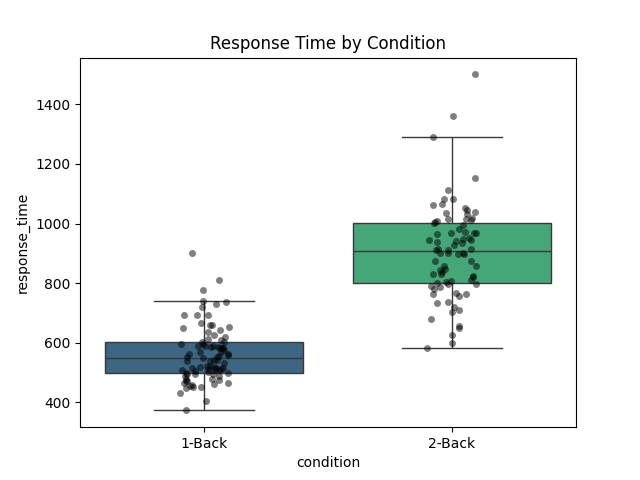 Response Time by Condition
response_time
1400
1200
1000
800
600
400
1-Back
2-Back
condition